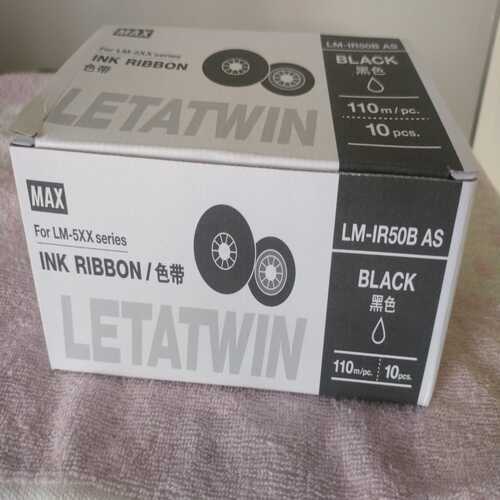 MAX
For LM-5XX series
INK RIBBON
色带
LETATWIN
LM-IR50B AS
BLACK
黑色
110m/pc.
10pcs.
MAX
For LM-5XX series
INK RIBBON/色带
LETATWIN
LM-IR50B AS
BLACK
黑色
110m/pc. 10pcs.